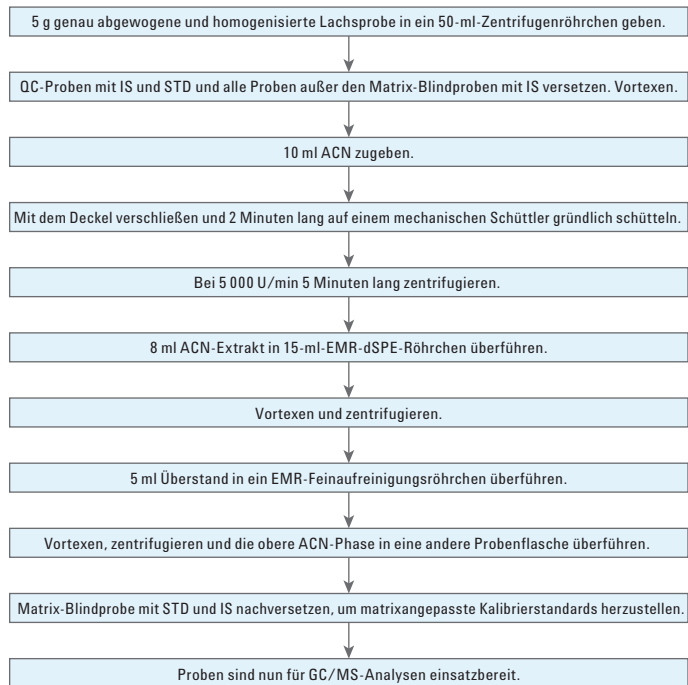 5 g genau abgewogene und homogenisierte Lachsprobe in ein 50-ml-Zentrifugenröhrchen geben.
QC-Proben mit IS und STD und alle Proben außer den Matrix-Blindproben mit IS versetzen. Vortexen.
10 ml ACN zugeben.
Mit dem Deckel verschließen und 2 Minuten lang auf einem mechanischen Schüttler gründlich schütteln.
Bei 5 000 U/min 5 Minuten lang zentrifugieren.
8 ml ACN-Extrakt in 15-ml-EMR-dSPE-Röhrchen überführen.
Vortexen und zentrifugieren.
5 ml Überstand in ein EMR-Feinaufreinigungsröhrchen überführen.
Vortexen, zentrifugieren und die obere ACN-Phase in eine andere Probenflasche überführen.
Matrix-Blindprobe mit STD und IS nachversetzen, um matrixangepasste Kalibrierstandards herzustellen.
Proben sind nun für GC/MS-Analysen einsatzbereit.